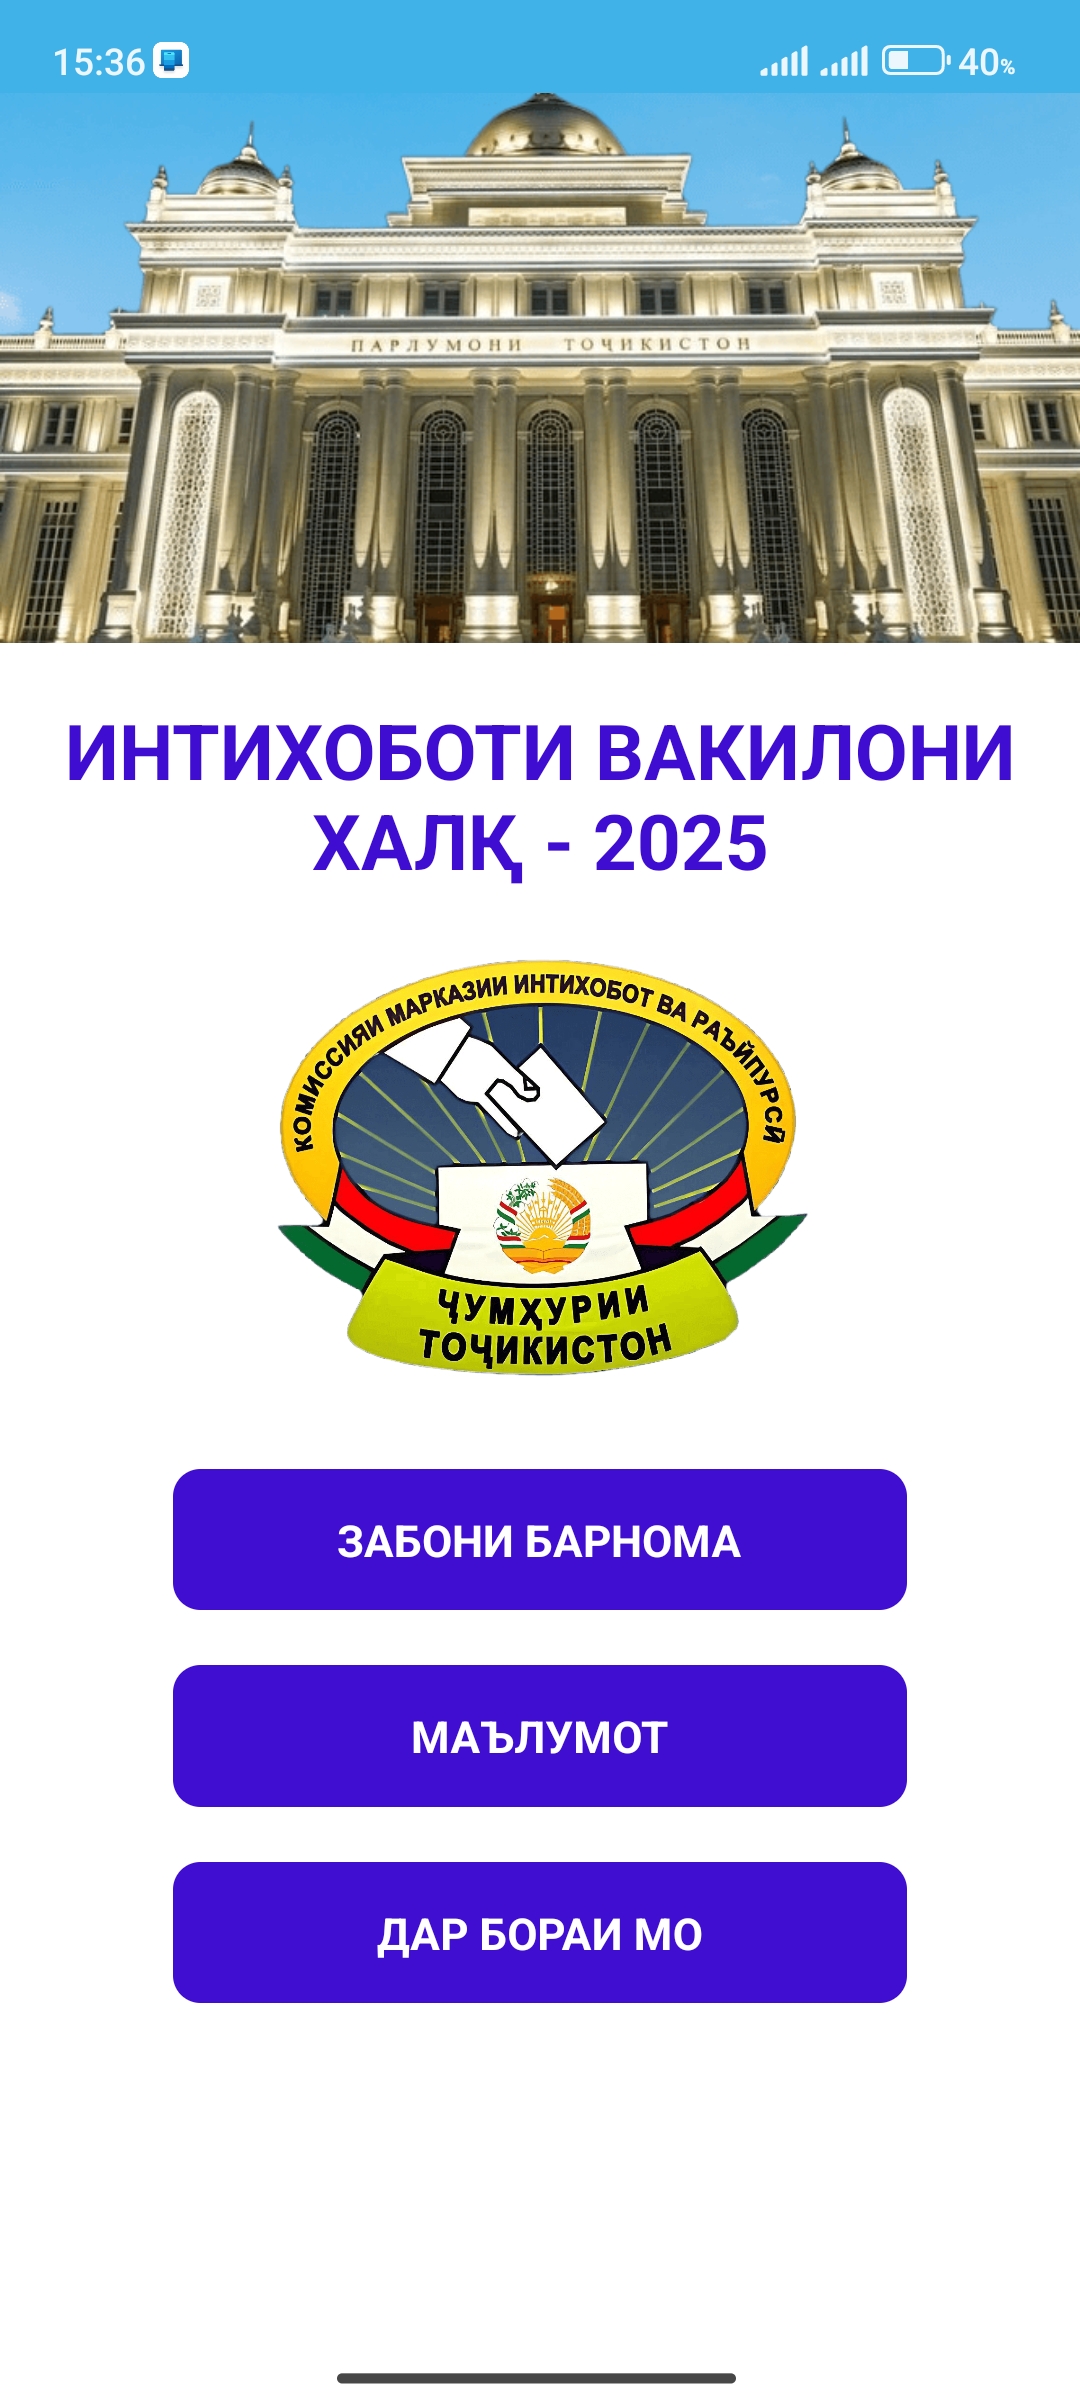 15:36
40%
ПАРЛУМОНИ ТОҶИКИСТОН
ИНТИХОБОТИ ВАКИЛОНИ
ХАЛҚ - 2025
КОМИССИЯИ МАРКАЗИИ ИНТИХОБОТ ВА РАЪЙПУРСӢ
ҶУМҲУРИИ
ТОҶИКИСТОН
ЗАБОНИ БАРНОМА
МАЪЛУМОТ
ДАР БОРАИ МО